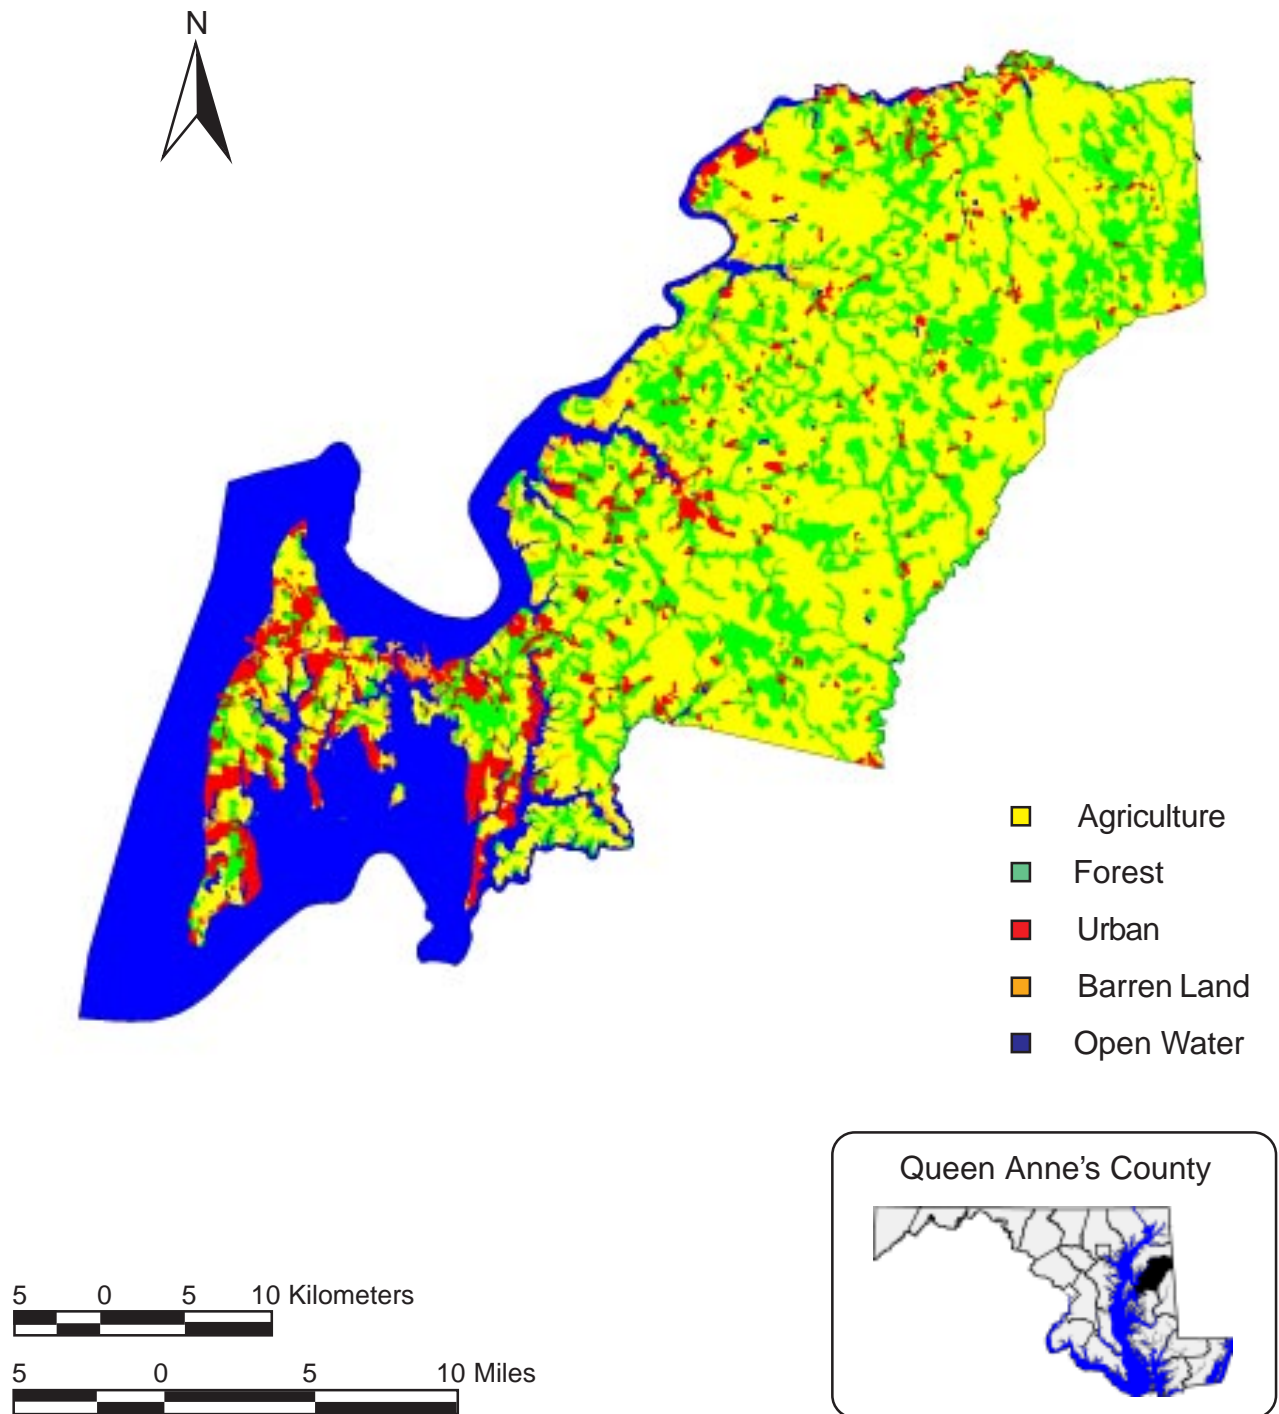 N
Agriculture
Forest
Urban
Barren Land
Open Water
Queen Anne’s County
5 0 5 10 Kilometers
5 0 5 10 Miles